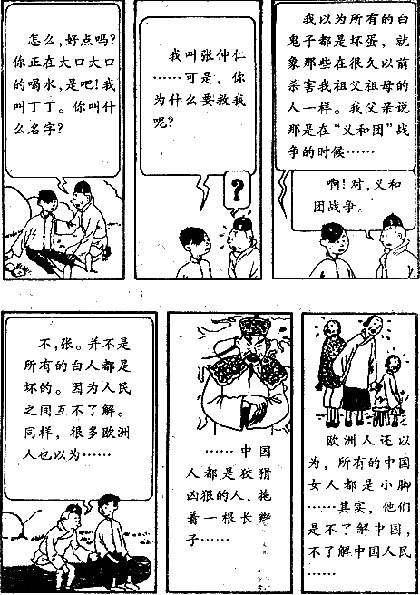 怎么,好点吗?
你正在大口大口
的喝水,是吧!我
叫丁丁。你叫什
么名字?
我叫张仲仁
……可是,你
为什么要救我
呢?
?
我以为所有的白
鬼子都是坏蛋,就
象那些在很久以前
杀害我祖父祖母的
人一样。我父亲说
那是在“义和团”战
争的时候……
啊!对,义和
团战争。
不,张。并不是
所有的白人都是
坏的。因为人民
之间互不了解。
同样,很多欧洲
人也以为……
……中国
人都是狡猾
凶狠的人,拖
着一根长辫
子……
欧洲人还以
为,所有的中国
女人都是小脚
……其实,他们
是不了解中国,
不了解中国人民
……